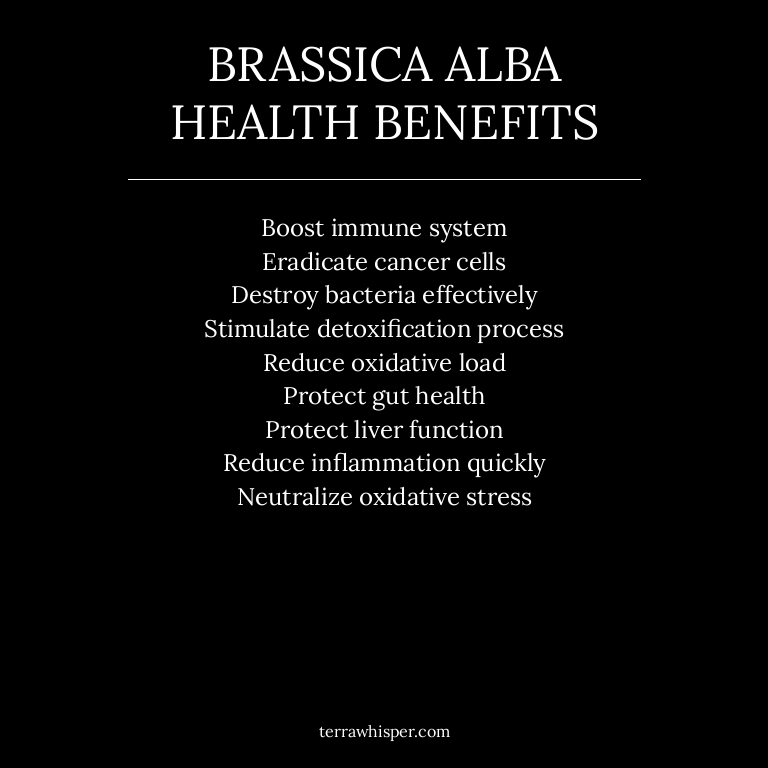 BRASSICA ALBA
HEALTH BENEFITS
Boost immune system
Eradicate cancer cells
Destroy bacteria effectively
Stimulate detoxification process
Reduce oxidative load
Protect gut health
Protect liver function
Reduce inflammation quickly
Neutralize oxidative stress
terrawhisper.com